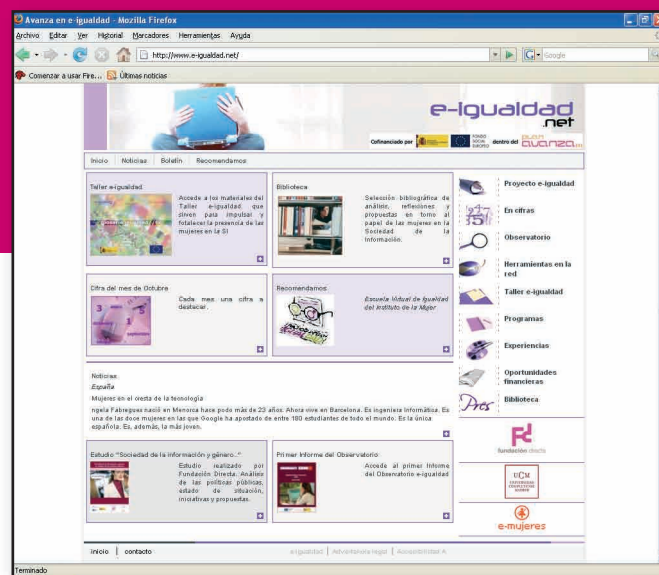 Avanza en e-igualdad - Mozilla Firefox
Archivo Editar Ver Historial Marcadores Herramientas Ayuda
http://www.e-igualdad.net/
Google
Comenzar a usar Fire... Últimas noticias
e-igualdad
.net
Cofinanciado por
FONDO
SOCIAL
EUROPEO
dentro del
PLAN
avanza
Inicio Noticias Boletín Recomendamos
Taller e-igualdad
Accede a los materiales del
Taller e-igualdad que
sirven para impulsar y
fortalecer la presencia de las
mujeres en la SI
Biblioteca
Selección bibliográfica de
análisis, reflexiones y
propuestas en torno al
papel de las mujeres en la
Sociedad de la
Información
Cifra del mes de Octubre
Cada mes una cifra a
destacar.
Recomendamos
Escuela Virtual de Igualdad
del Instituto de la Mujer
Noticias
España
Mujeres en el cresta de la tecnología
ngela Fàbregues nació en Menorca hace poco más de 23 años. Ahora vive en Barcelona. Es ingeniera informática. Es
una de las doce mujeres en las que Google ha apostado de entre 180 estudiantes de todo el mundo. Es la única
española. Es, además, la más joven.
Estudio "Sociedad de la información y género..."
Estudio realizado por
Fundación Directa. Análisis
de las políticas públicas,
estado de situación,
iniciativas y propuestas.
Primer Informe del Observatorio
Accede al primer Informe
del Observatorio e-igualdad
Proyecto e-igualdad
En cifras
Observatorio
Herramientas en la
red
Taller e-igualdad
Programas
Experiencias
Oportunidades
financieras
Biblioteca
fundación directa
UCM
UNIVERSIDAD
COMPLUTENSE
MADRID
e-mujeres
inicio | contacto
e-igualdad | Advertencia legal | Accesibilidad A
Terminado